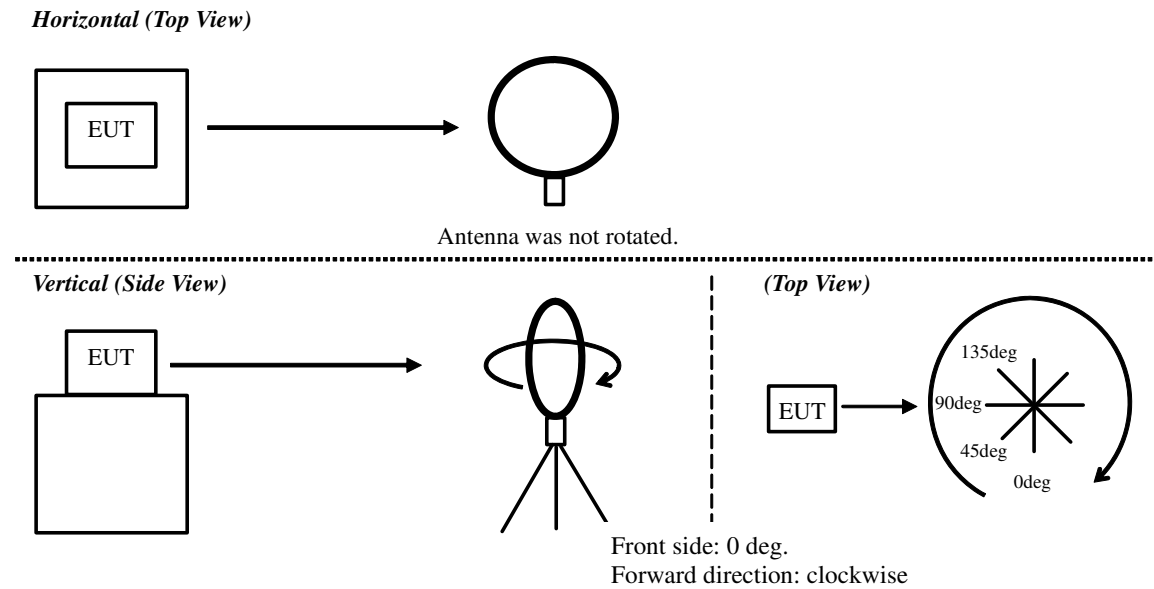 Horizontal (Top View)
EUT
Antenna was not rotated.
Vertical (Side View)
EUT
(Top View)
EUT
135deg
90deg
45deg
0deg
Front side: 0 deg.
Forward direction: clockwise